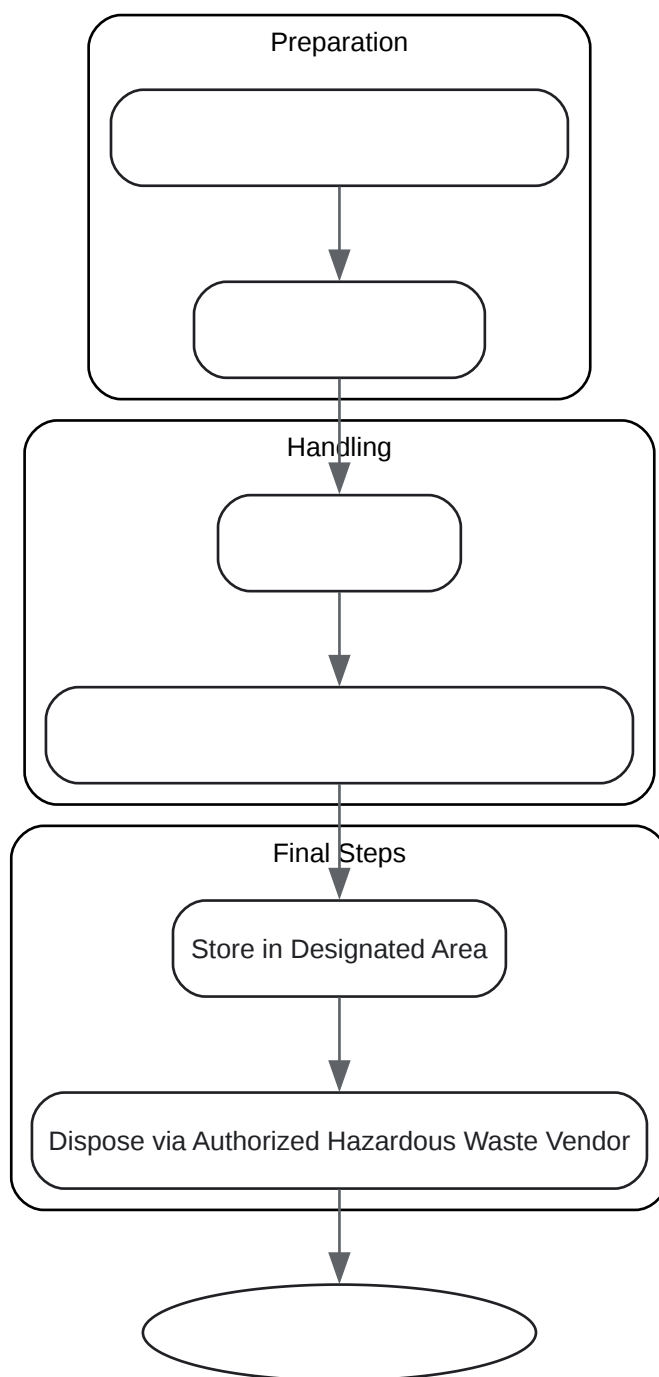 Preparation
Handling
Final Steps
Store in Designated Area
Dispose via Authorized Hazardous Waste Vendor